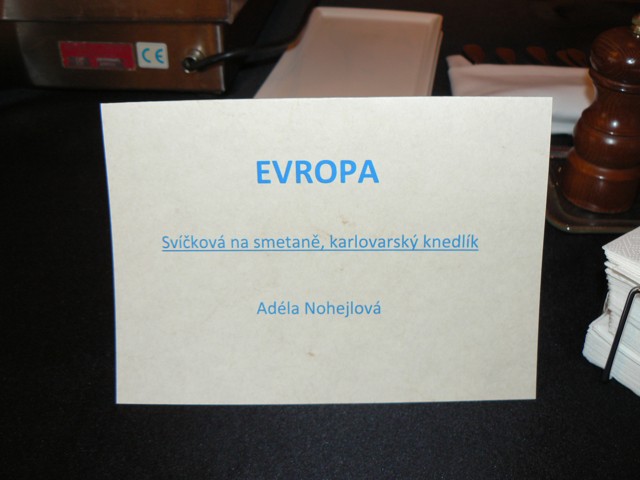 CE
EVROPA
Svíčková na smetaně, karlovarský knedlík
Adéla Nohejlová